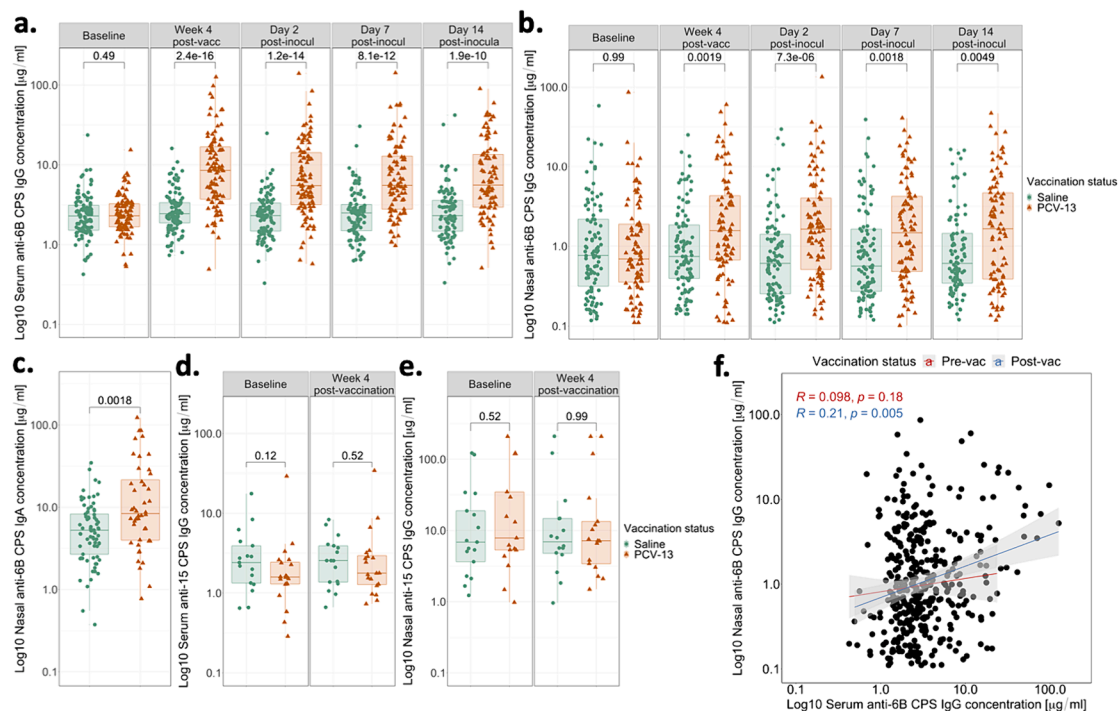 a.
Baseline
Week 4
post-vacc
Day 2
post-inocul
Day 7
post-inocul
Day 14
post-inocula
0.49
2.4e-16
1.2e-14
8.1e-12
1.9e-10
Log10 Serum anti-6B CPS IgG concentration [µg/ml]
100.0
10.0
1.0
0.1
b.
Baseline
Week 4
post-vacc
Day 2
post-inocul
Day 7
post-inocul
Day 14
post-inocul
0.99
0.0019
7.3e-06
0.0018
0.0049
Log10 Nasal anti-6B CPS IgG concentration [µg/ml]
100.0
10.0
1.0
0.1
Vaccination status
Saline
PCV-13
c.
0.0018
Log10 Nasal anti-6B CPS IgA concentration [µg/ml]
100.0
10.0
1.0
0.1
d.
Baseline
Week 4
post-vaccination
0.12
0.52
Log10 Serum anti-15 CPS IgG concentration [µg/ml]
100.0
10.0
1.0
0.1
e.
Baseline
Week 4
post-vaccination
0.52
0.99
Log10 Nasal anti-15 CPS IgG concentration [µg/ml]
100.0
10.0
1.0
0.1
Vaccination status
Saline
PCV-13
f.
Vaccination status a Pre-vac a Post-vac
R = 0.098, p = 0.18
R = 0.21, p = 0.005
Log10 Nasal anti-6B CPS IgG concentration [µg/ml]
100.0
10.0
1.0
0.1
0.1 1.0 10.0 100.0
Log10 Serum anti-6B CPS IgG concentration [µg/ml]